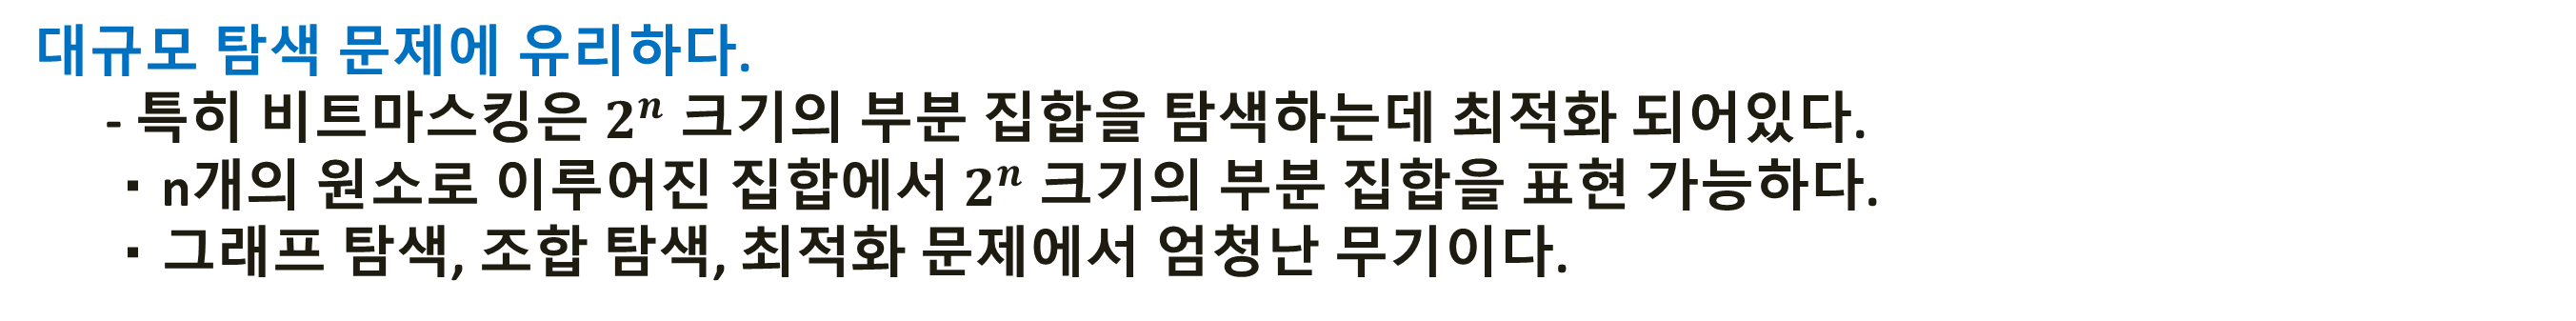 대규모 탐색 문제에 유리하다.
- 특히 비트마스킹은 2ⁿ 크기의 부분 집합을 탐색하는데 최적화 되어있다.
▪ n개의 원소로 이루어진 집합에서 2ⁿ 크기의 부분 집합을 표현 가능하다.
▪ 그래프 탐색, 조합 탐색, 최적화 문제에서 엄청난 무기이다.